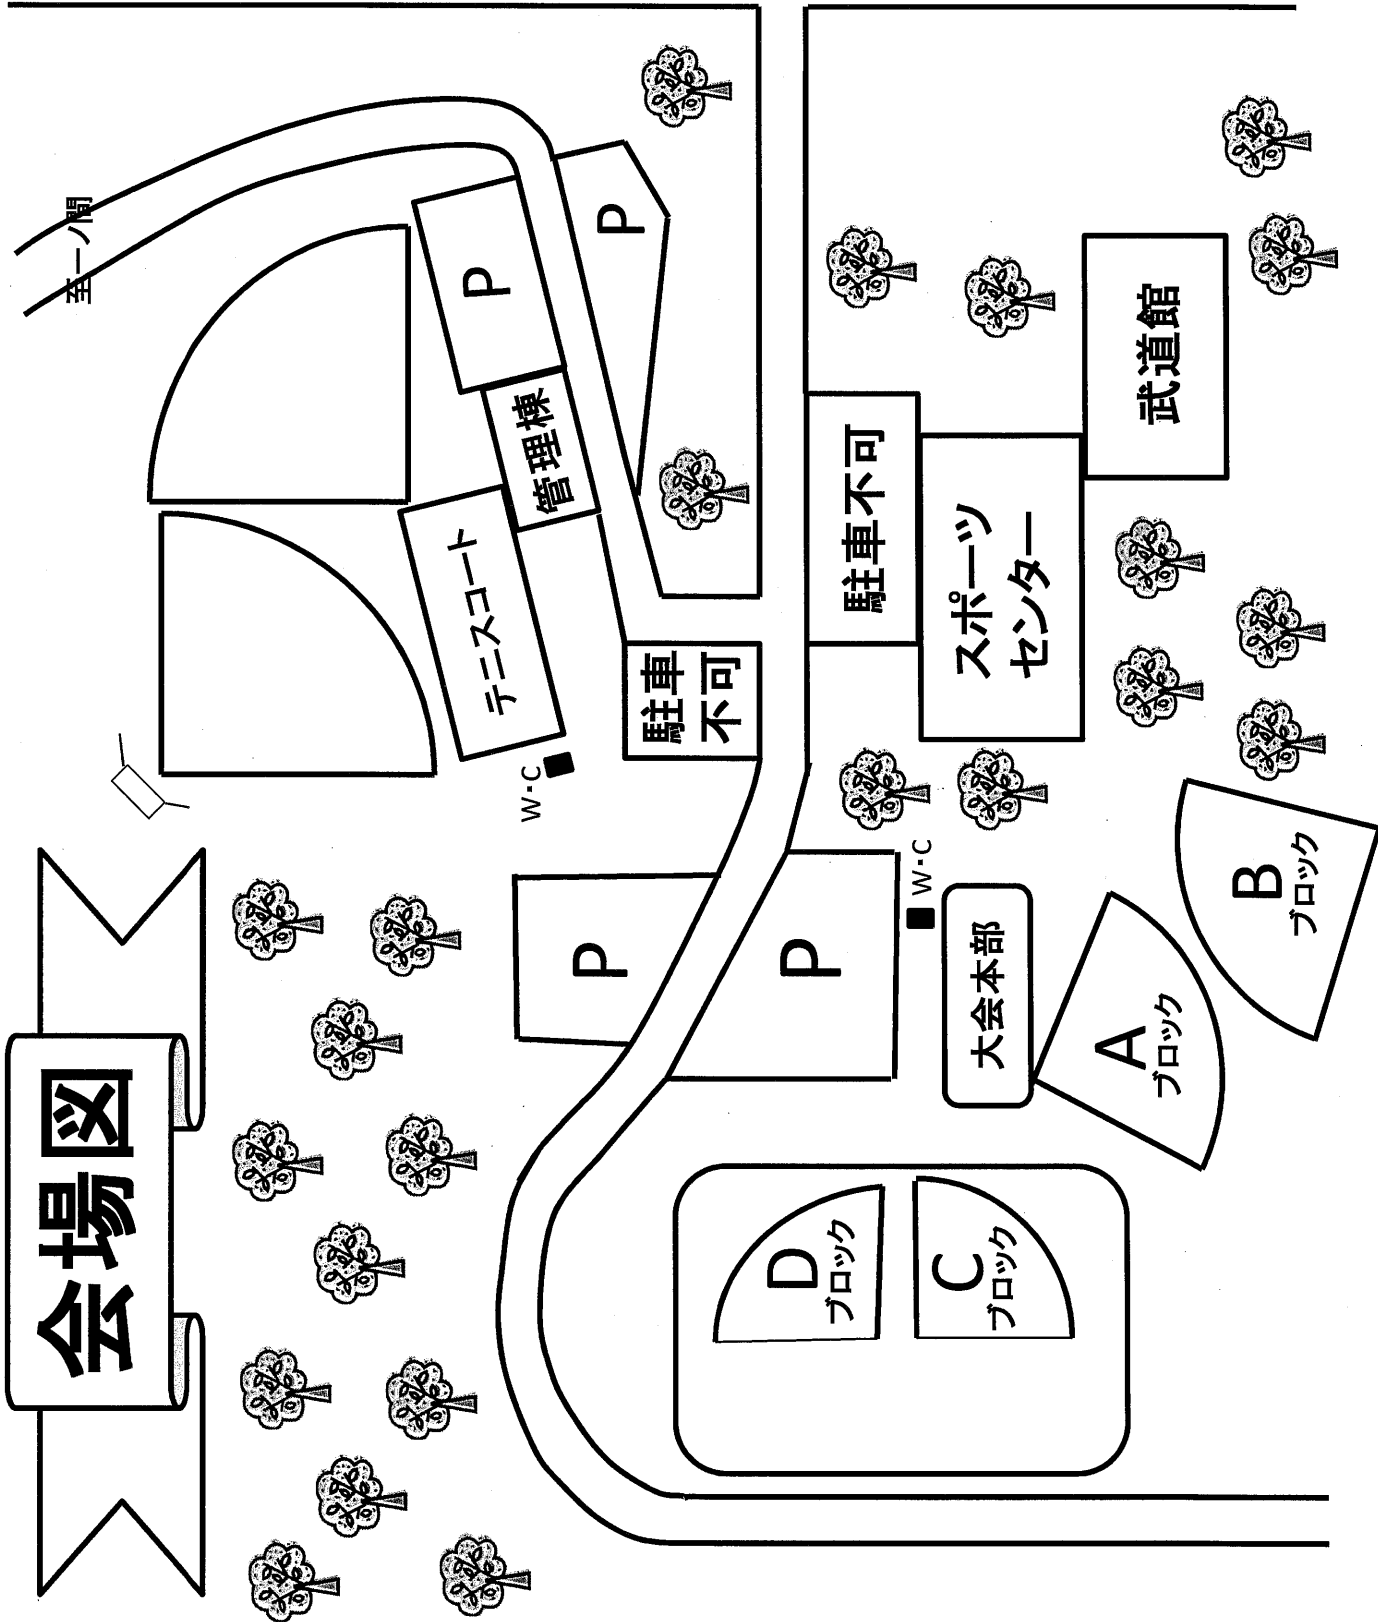 会場図
至一ノ関
P
P
管理棟
テニスコート
駐車
不可
W・C
駐車不可
スポーツ
センター
武道館
P
P
W・C
大会本部
A
ブロック
B
ブロック
C
ブロック
D
ブロック